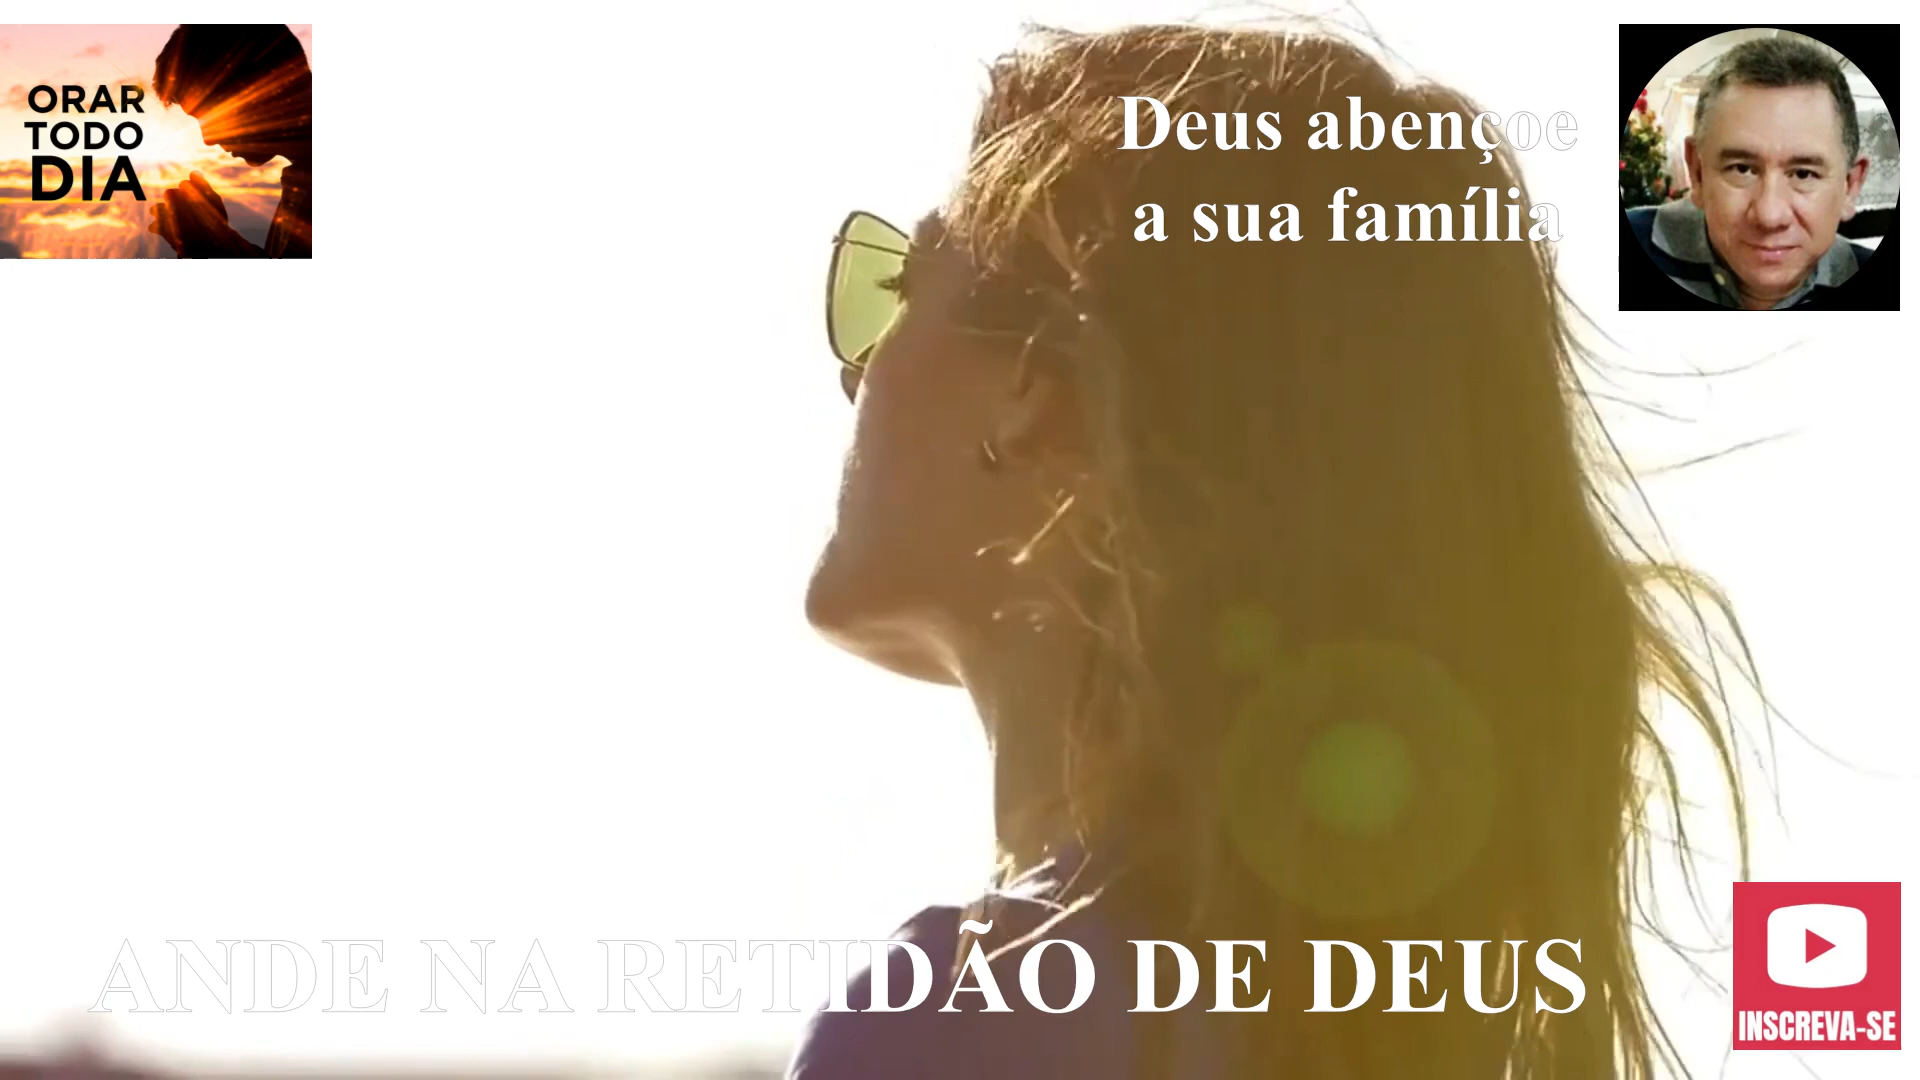 ORAR
TODO
DIA
Deus abençoe
a sua família
ANDE NA RETIDÃO DE DEUS
INSCREVA-SE